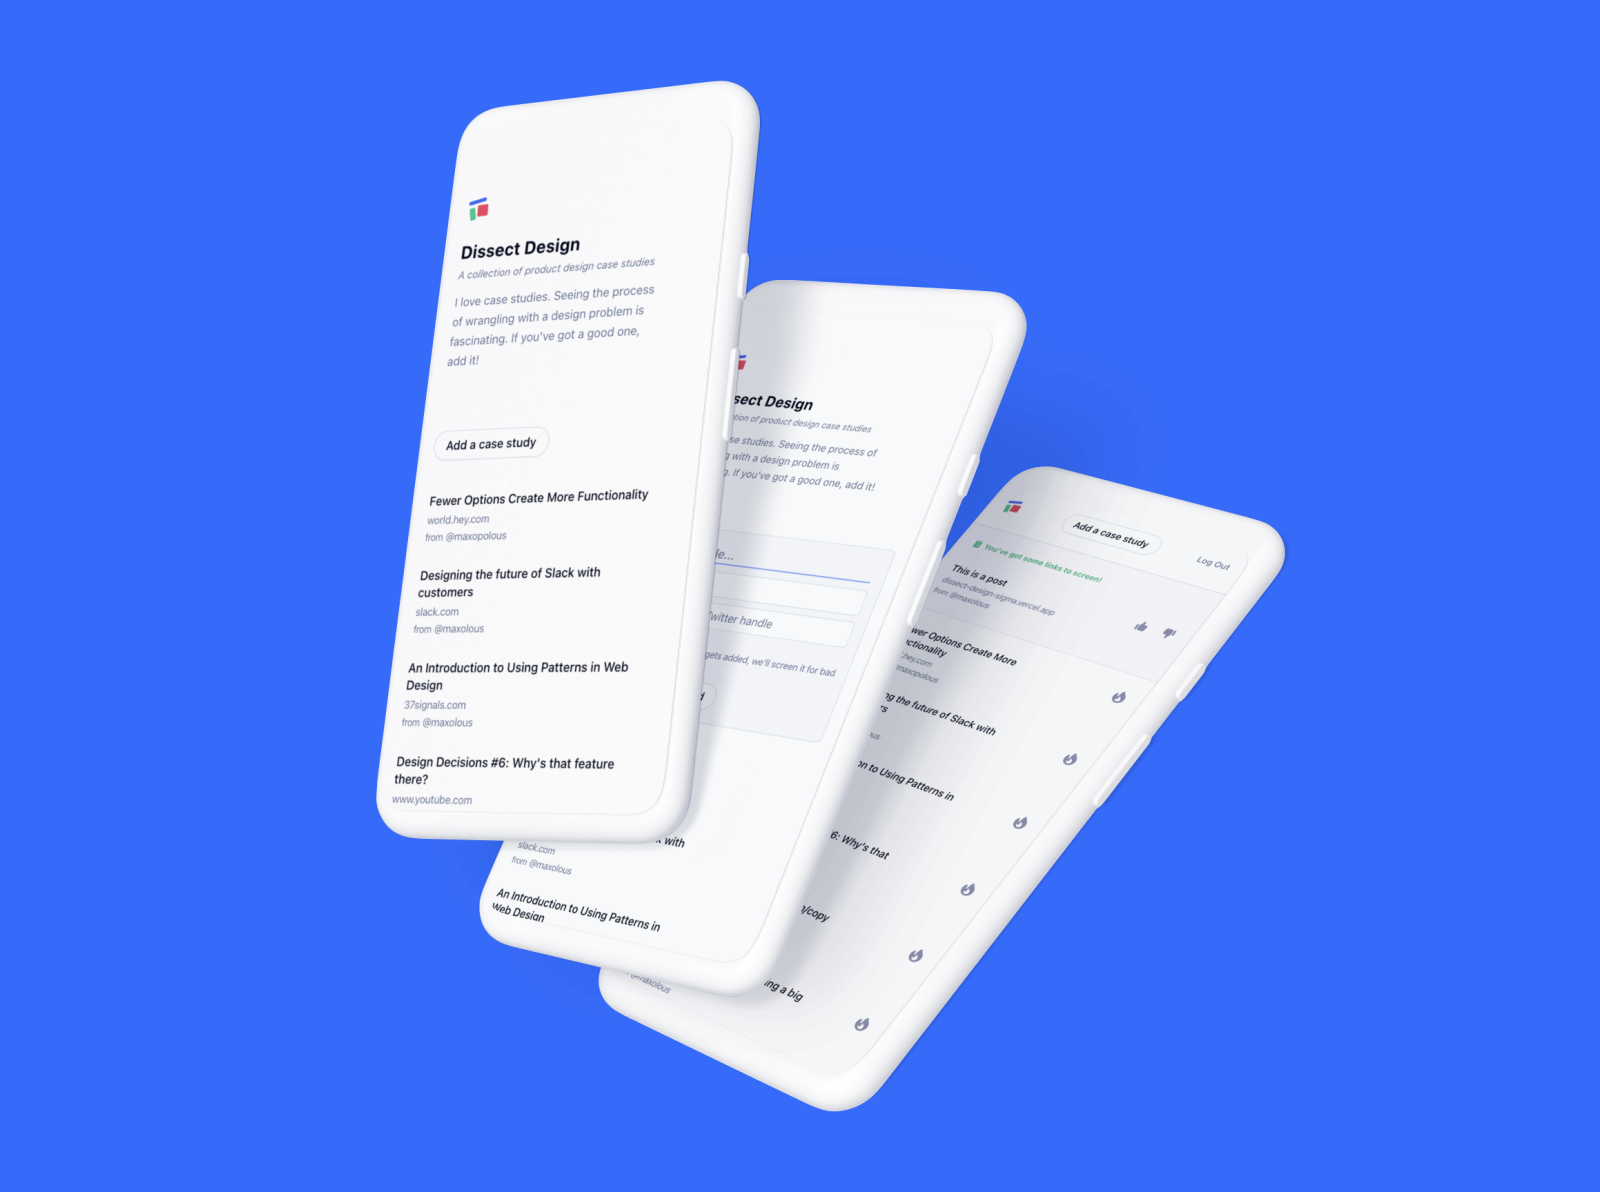 Dissect Design
A collection of product design case studies
I love case studies. Seeing the process
of wrangling with a design problem is
fascinating. If you've got a good one,
add it!
Add a case study
Fewer Options Create More Functionality
world.hey.com
from @maxopolous
Designing the future of Slack with
customers
slack.com
from @maxolous
An Introduction to Using Patterns in Web
Design
37signals.com
from @maxolous
Design Decisions #6: Why's that feature
there?
www.youtube.com
sect Design
tion of product design case studies
se studies. Seeing the process of
with a design problem is
If you've got a good one, add it!
le...
Twitter handle
gets added, we'll screen it for bad
d
with
slack.com
from @maxolous
An Introduction to Using Patterns in
Web Design
Add a case study
Log Out
You've got some links to screen!
This is a post
dissect-design-sigma.vercel.app
from @maxolous
wer Options Create More
ctionality
.hey.com
maxopolous
ng the future of Slack with
rs
ous
on to Using Patterns in
6: Why's that
/copy
ing a big
@maxolous